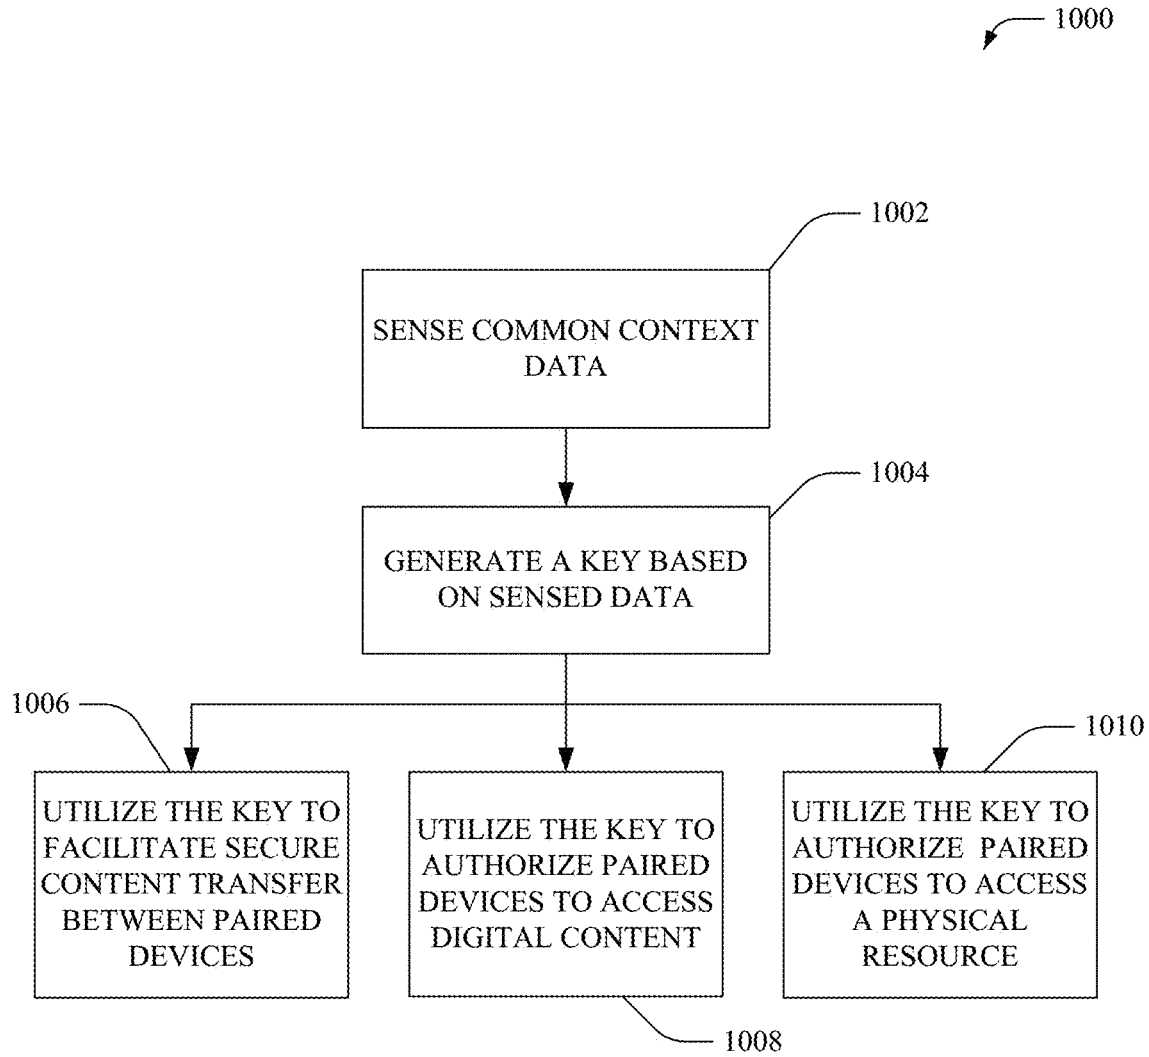 1000
1002
SENSE COMMON CONTEXT
DATA
1004
GENERATE A KEY BASED
ON SENSED DATA
1006
UTILIZE THE KEY TO
FACILITATE SECURE
CONTENT TRANSFER
BETWEEN PAIRED
DEVICES
UTILIZE THE KEY TO
AUTHORIZE PAIRED
DEVICES TO ACCESS
DIGITAL CONTENT
1008
1010
UTILIZE THE KEY TO
AUTHORIZE PAIRED
DEVICES TO ACCESS
A PHYSICAL
RESOURCE